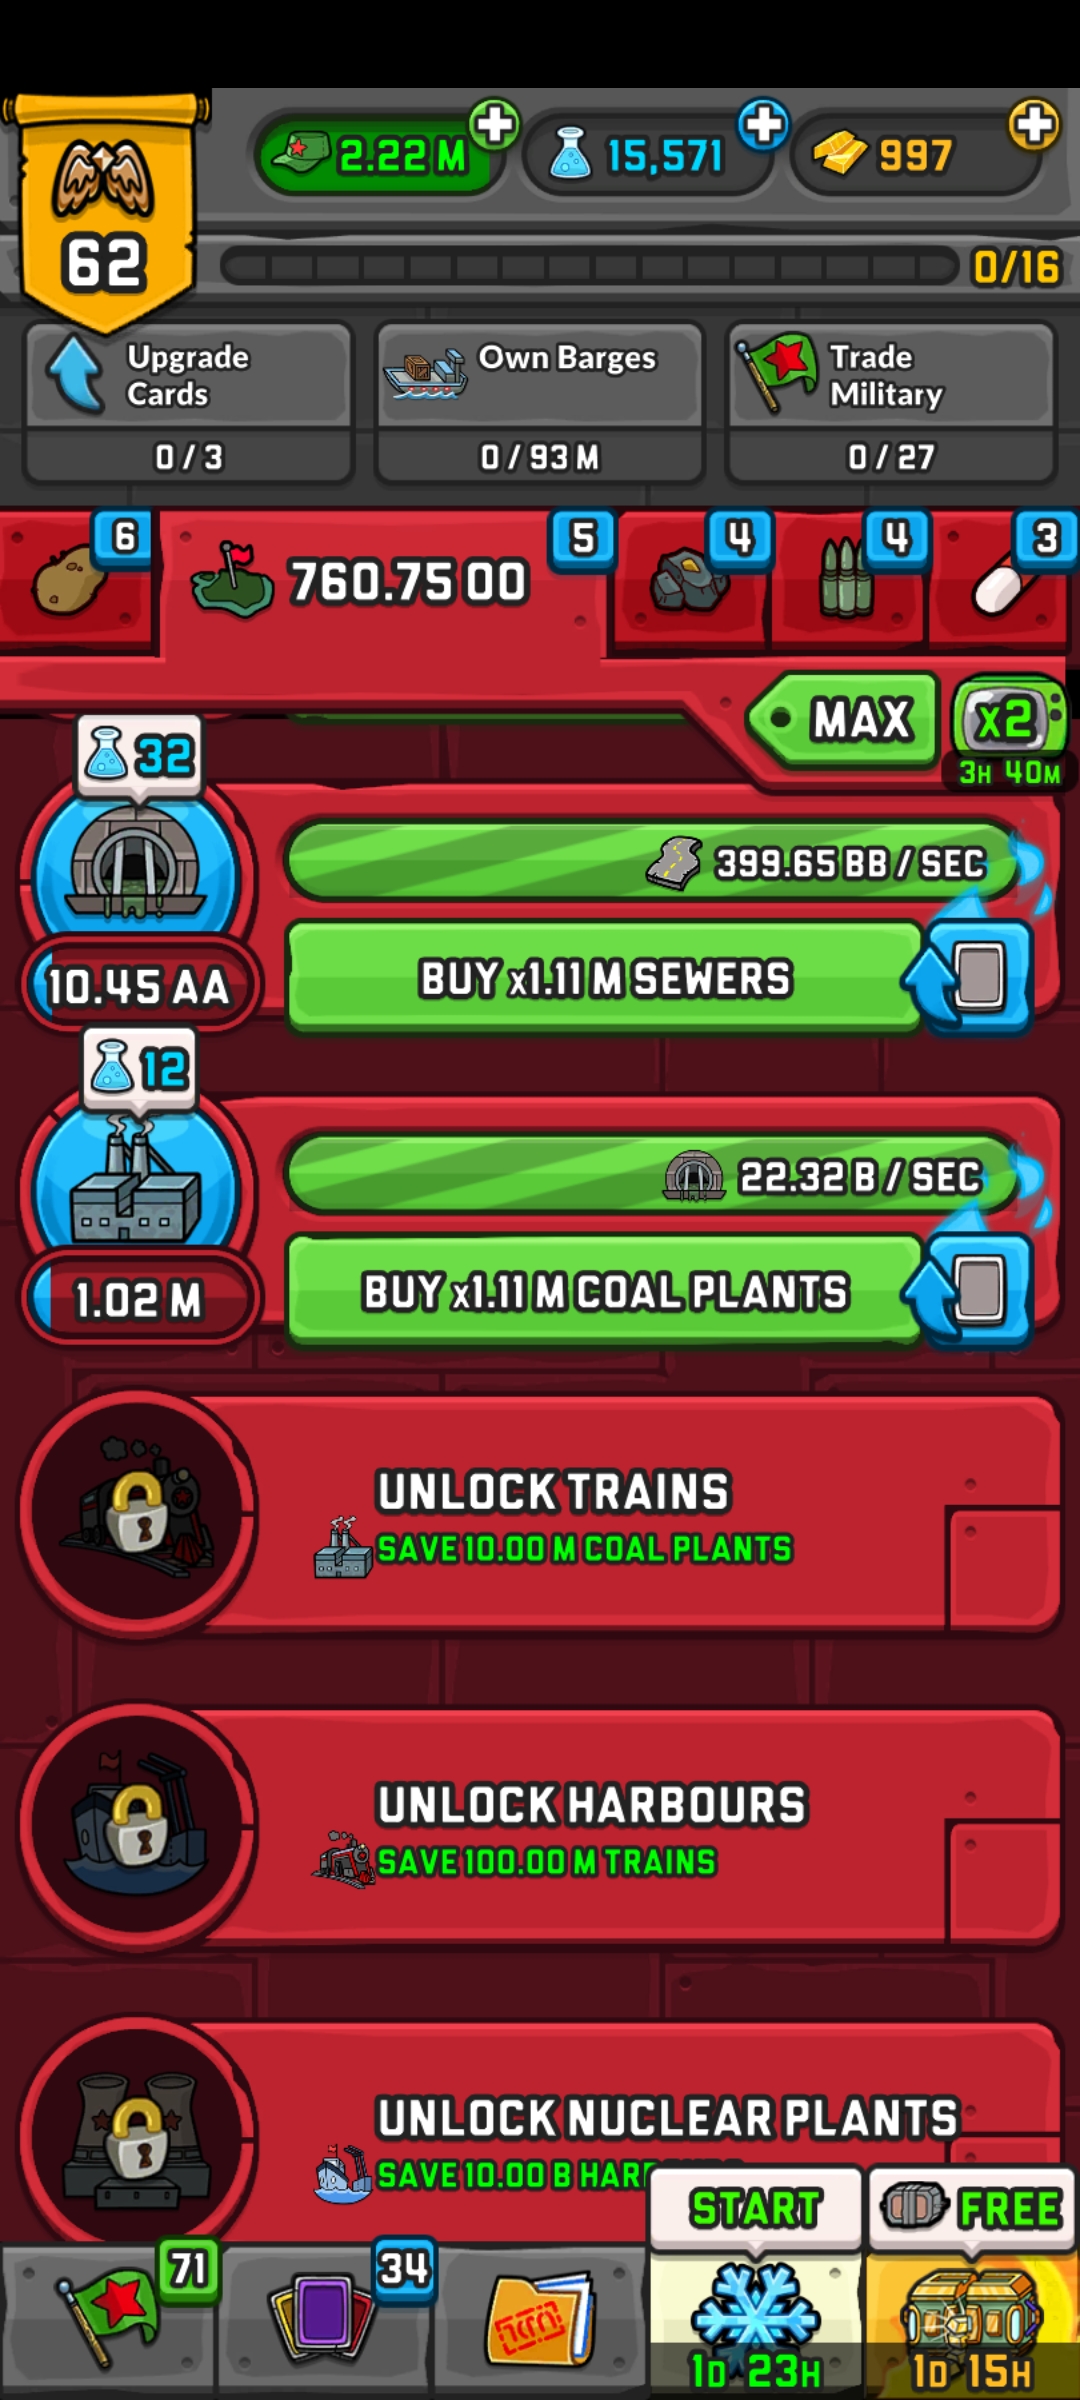 2.22 M
15,571
997
62
0/16
Upgrade
Cards
0 / 3
Own Barges
0 / 93 M
Trade
Military
0 / 27
6
760.75 OO
5
4
4
3
MAX
x2
3H 40M
32
399.65 BB / SEC
10.45 AA
BUY x1.11 M SEWERS
12
22.32 B / SEC
1.02 M
BUY x1.11 M COAL PLANTS
UNLOCK TRAINS
SAVE 10.00 M COAL PLANTS
UNLOCK HARBOURS
SAVE 100.00 M TRAINS
UNLOCK NUCLEAR PLANTS
SAVE 10.00 B
START
FREE
71
34
1D 23H
1D 15H